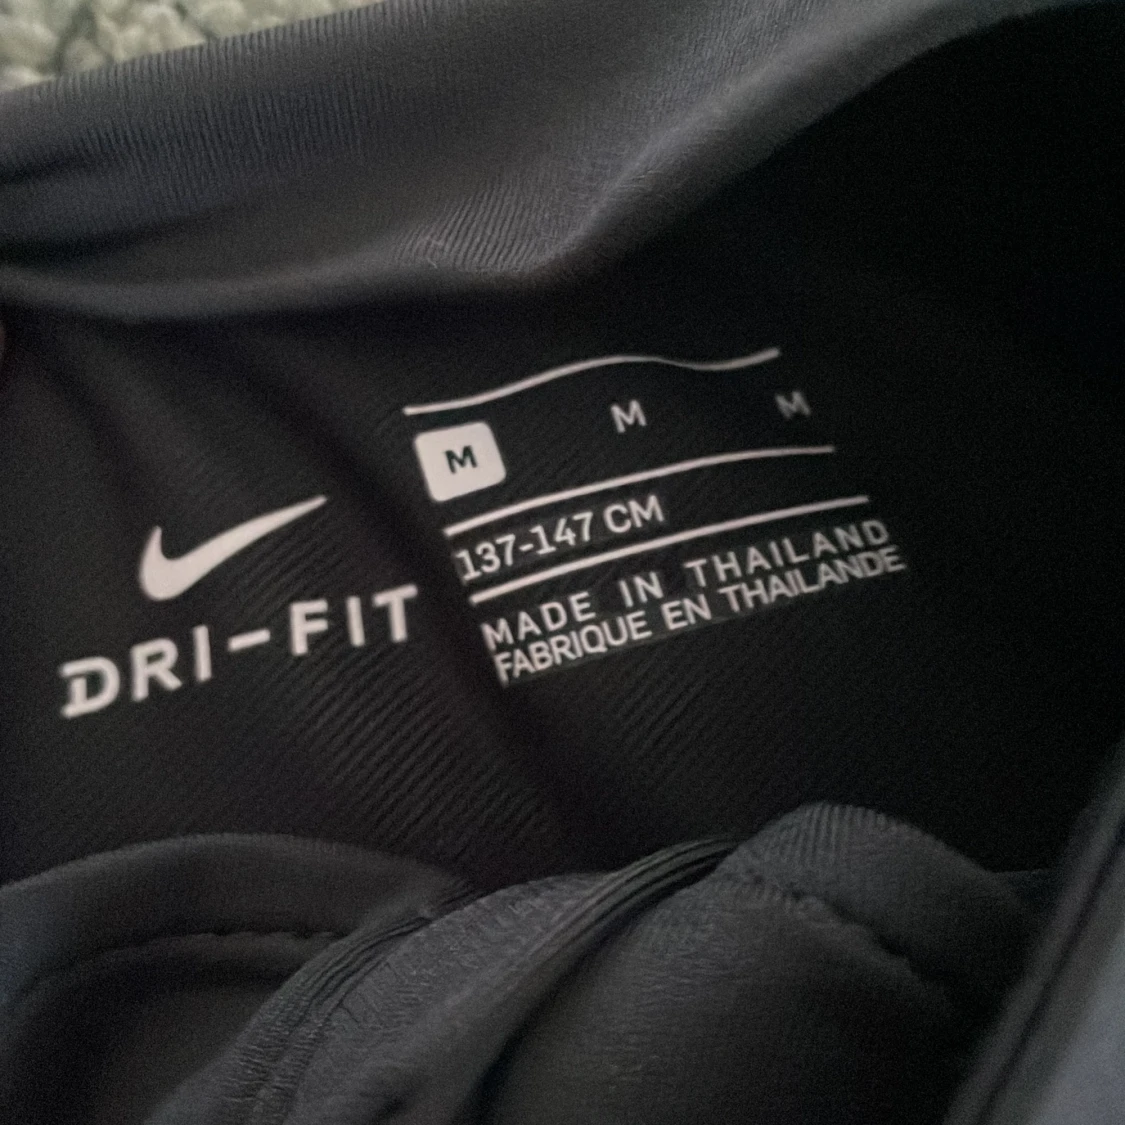 M M M
137-147 CM
MADE IN THAILAND
FABRIQUE EN THAILANDE
DRI-FIT